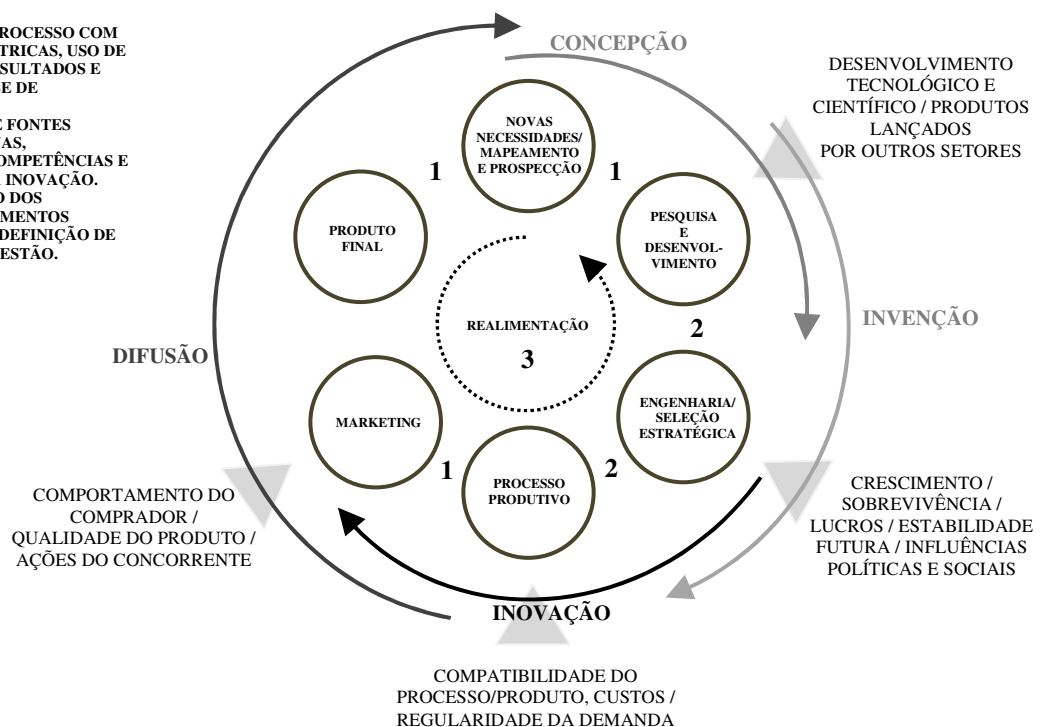 ROCESSO COM
TRICAS, USO DE
SULTADOS E
SE DE
E FONTES
NAS,
OMPETÊNCIAS E
A INOVAÇÃO.
O DOS
MENTOS
DEFINIÇÃO DE
ESTÃO.
CONCEPÇÃO
DESENVOLVIMENTO
TECNOLÓGICO E
CIENTÍFICO / PRODUTOS
LANÇADOS
POR OUTROS SETORES
NOVAS
NECESSIDADES/
MAPEAMENTO
E PROSPECÇÃO
1
1
PRODUTO
FINAL
PESQUISA
E
DESENVOL-
VIMENTO
REALIMENTAÇÃO
3
2
INVENÇÃO
DIFUSÃO
MARKETING
ENGENHARIA/
SELEÇÃO
ESTRATÉGICA
1
PROCESSO
PRODUTIVO
2
COMPORTAMENTO DO
COMPRADOR /
QUALIDADE DO PRODUTO /
AÇÕES DO CONCORRENTE
CRESCIMENTO /
SOBREVIVÊNCIA /
LUCROS / ESTABILIDADE
FUTURA / INFLUÊNCIAS
POLÍTICAS E SOCIAIS
INOVAÇÃO
COMPATIBILIDADE DO
PROCESSO/PRODUTO, CUSTOS /
REGULARIDADE DA DEMANDA